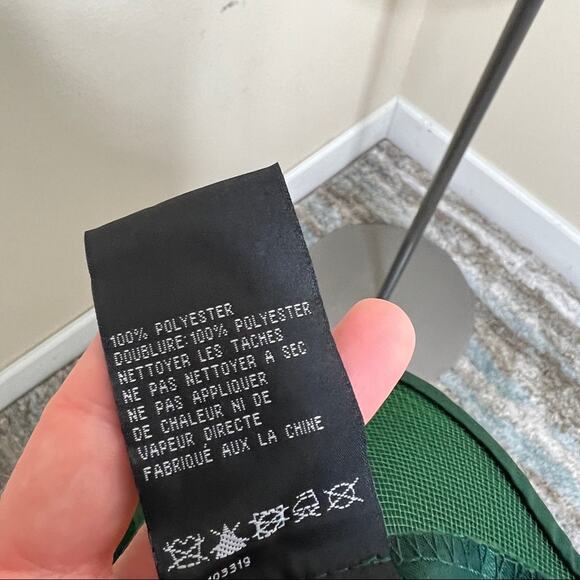 100% POLYESTER
DOUBLURE:100% POLYESTER
NETTOYER LES TACHES
NE PAS NETTOYER A SEC
NE PAS APPLIQUER
DE CHALEUR NI DE
VAPEUR DIRECTE
FABRIQUÉ AUX LA CHINE